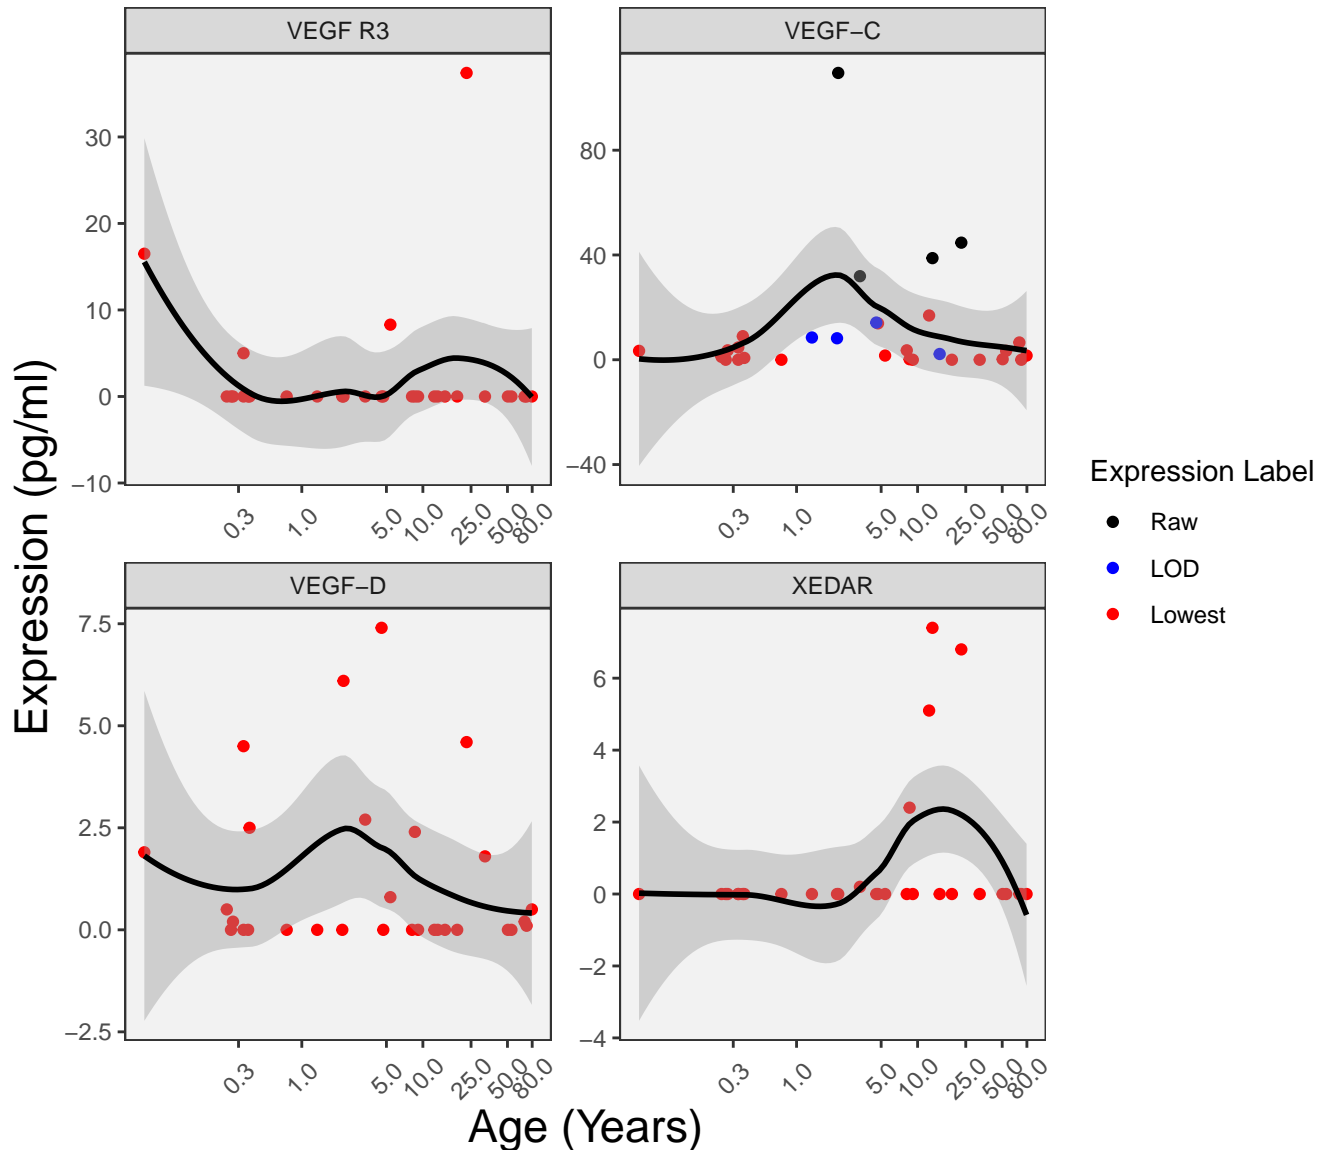 VEGF R3
VEGF−C
30
20
10
0
−10
80
40
0
−40
0.3 1.0 5.0 10.0 25.0 50.0 80.0
0.3 1.0 5.0 10.0 25.0 50.0 80.0
Expression (pg/ml)
Expression Label
Raw
LOD
Lowest
VEGF−D
XEDAR
7.5
5.0
2.5
0.0
−2.5
6
4
2
0
−2
−4
0.3 1.0 5.0 10.0 25.0 50.0 80.0
0.3 1.0 5.0 10.0 25.0 50.0 80.0
Age (Years)